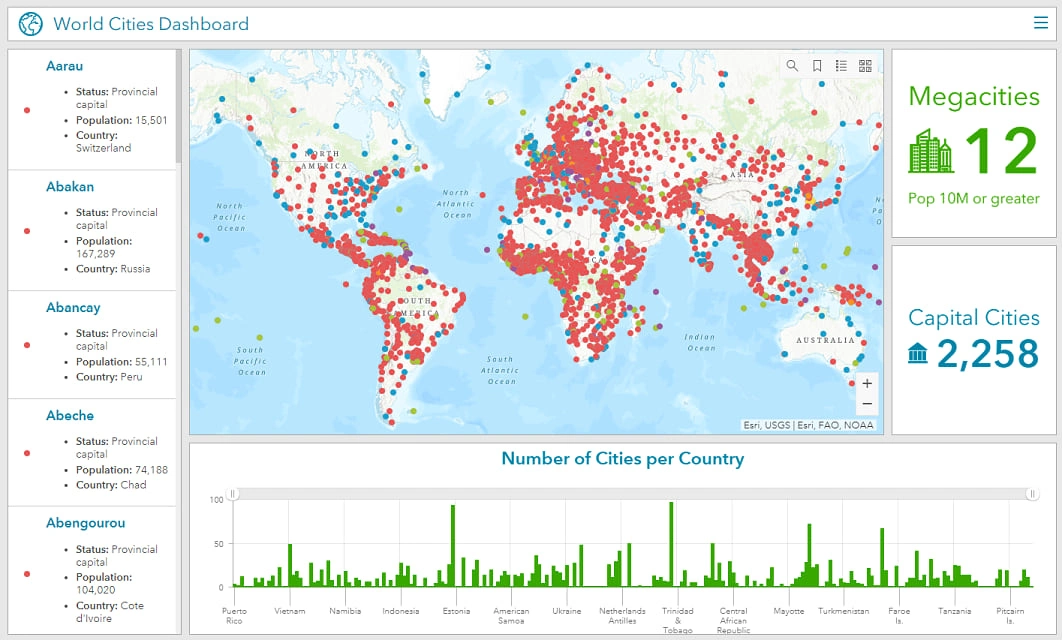 World Cities Dashboard
Aarau
• Status: Provincial
capital
• Population: 15,501
• Country:
Switzerland
Abakan
• Status: Provincial
capital
• Population:
167,289
• Country: Russia
Abancay
• Status: Provincial
capital
• Population: 55,111
• Country: Peru
Abeche
• Status: Provincial
capital
• Population: 74,188
• Country: Chad
Abengourou
• Status: Provincial
capital
• Population:
104,020
• Country: Cote
d'Ivoire
NORTH
AMERICA
ASIA
North
Pacific
Ocean
North
Atlantic
Ocean
SOUTH
AMERICA
South
Pacific
Ocean
South
Atlantic
Ocean
Indian
Ocean
AUSTRALIA
+
−
Esri, USGS | Esri, FAO, NOAA
Megacities
12
Pop 10M or greater
Capital Cities
2,258
Number of Cities per Country
100
50
0
Puerto
Rico
Vietnam
Namibia
Indonesia
Estonia
American
Samoa
Ukraine
Netherlands
Antilles
Trinidad
&
Tobago
Central
African
Republic
Mayotte
Turkmenistan
Faroe
Is.
Tanzania
Pitcairn
Is.